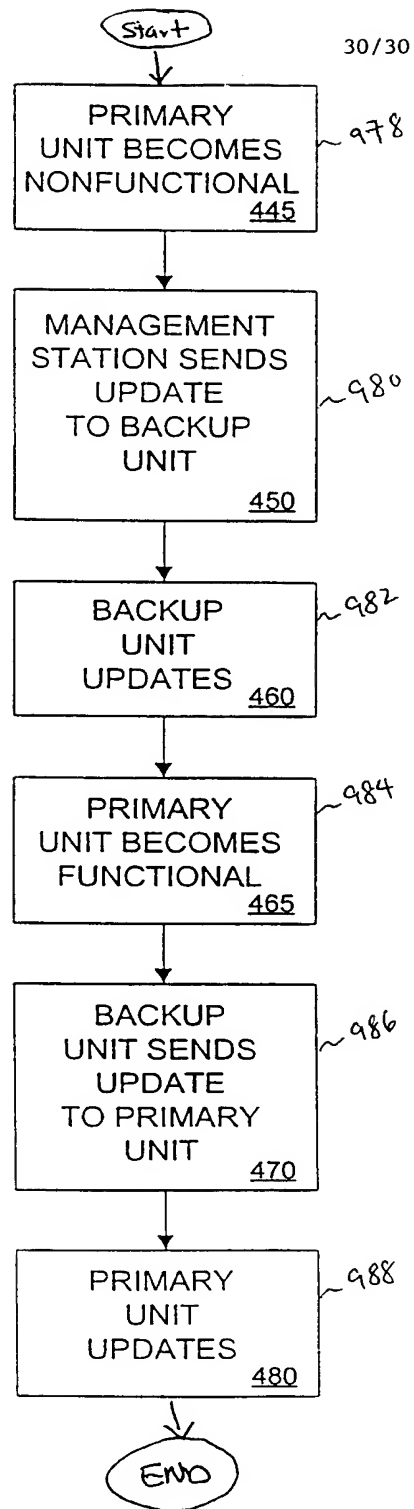 Start
30/30
PRIMARY
UNIT BECOMES
NONFUNCTIONAL
445
978
MANAGEMENT
STATION SENDS
UPDATE
TO BACKUP
UNIT
450
980
BACKUP
UNIT
UPDATES
460
982
PRIMARY
UNIT BECOMES
FUNCTIONAL
465
984
BACKUP
UNIT SENDS
UPDATE
TO PRIMARY
UNIT
470
986
PRIMARY
UNIT
UPDATES
480
988
END